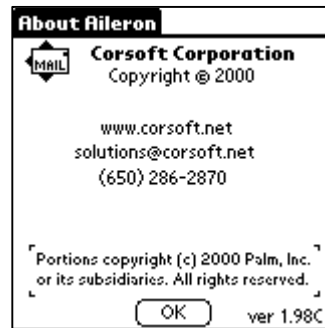 About Aileron
MAIL
Corsoft Corporation
Copyright © 2000
www.corsoft.net
solutions@corsoft.net
(650) 286-2870
Portions copyright (c) 2000 Palm, Inc.
or its subsidiaries. All rights reserved.
OK
ver 1.98C